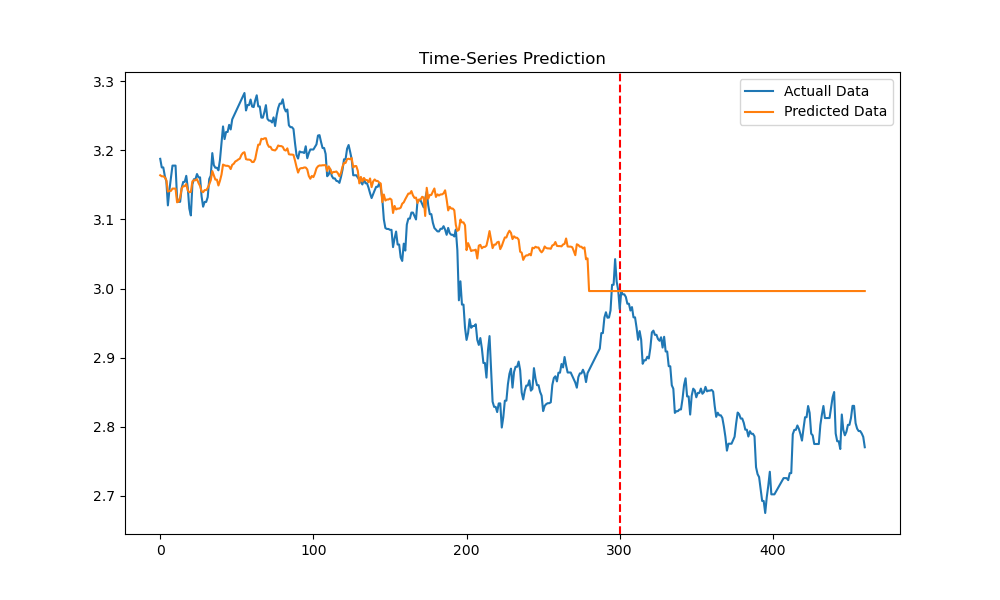 Time-Series Prediction
Actuall Data
Predicted Data
3.3
3.2
3.1
3.0
2.9
2.8
2.7
0 100 200 300 400